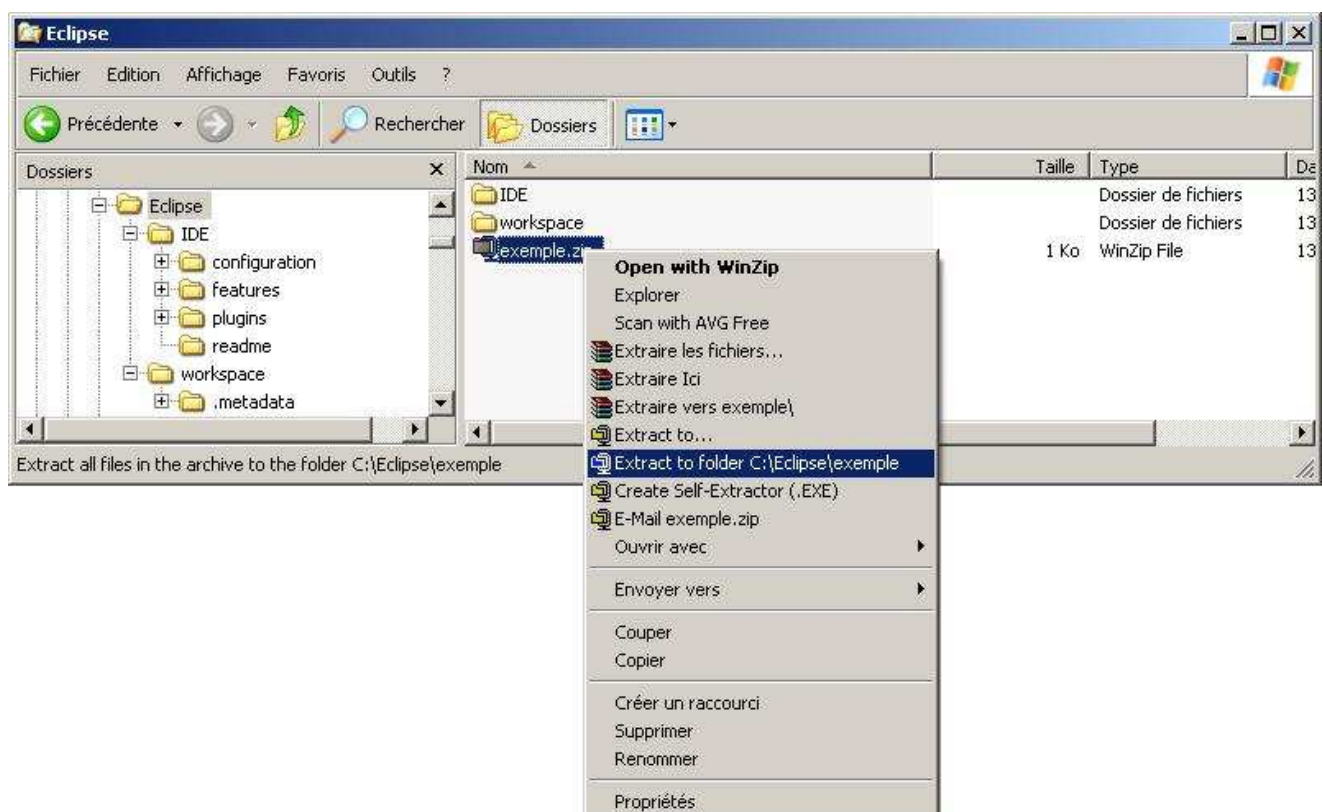 Eclipse
Fichier Edition Affichage Favoris Outils ?
Précédente Rechercher Dossiers
Dossiers
Eclipse
IDE
configuration
features
plugins
readme
workspace
.metadata
Nom Taille Type Da
IDE Dossier de fichiers 13
workspace Dossier de fichiers 13
exemple.zip 1 Ko WinZip File 13
Open with WinZip
Explorer
Scan with AVG Free
Extraire les fichiers...
Extraire Ici
Extraire vers exemple\
Extract to...
Extract to folder C:\Eclipse\exemple
Create Self-Extractor (.EXE)
E-Mail exemple.zip
Ouvrir avec
Envoyer vers
Couper
Copier
Créer un raccourci
Supprimer
Renommer
Propriétés
Extract all files in the archive to the folder C:\Eclipse\exemple